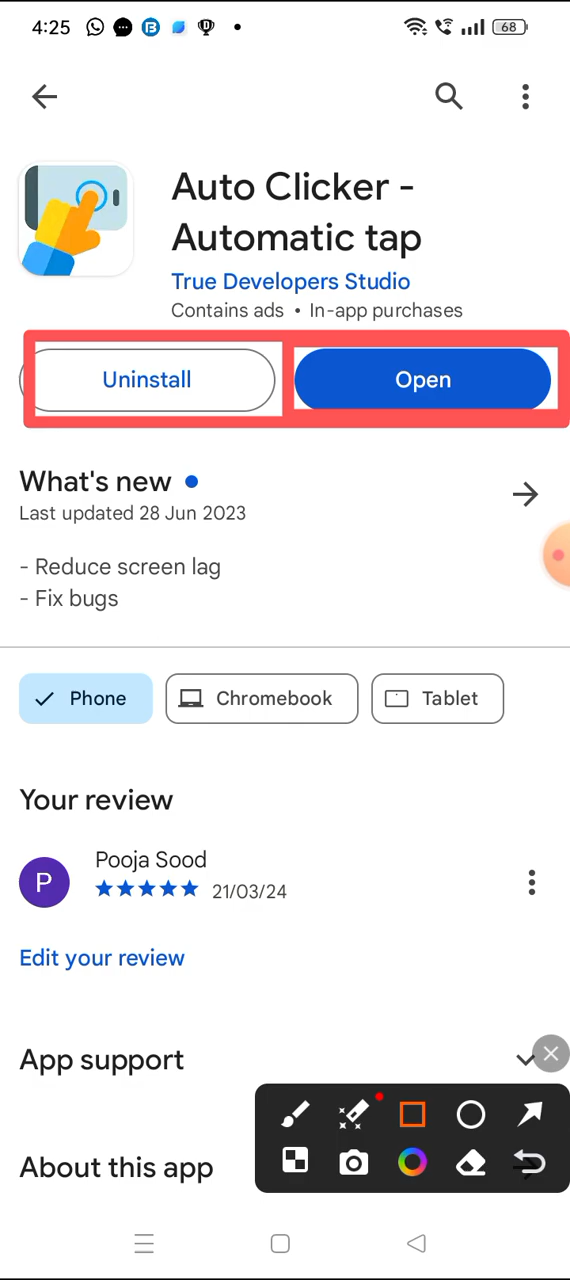 4:25
68
Auto Clicker -
Automatic tap
True Developers Studio
Contains ads • In-app purchases
Uninstall
Open
What's new
Last updated 28 Jun 2023
- Reduce screen lag
- Fix bugs
Phone
Chromebook
Tablet
Your review
P
Pooja Sood
21/03/24
Edit your review
App support
About this app